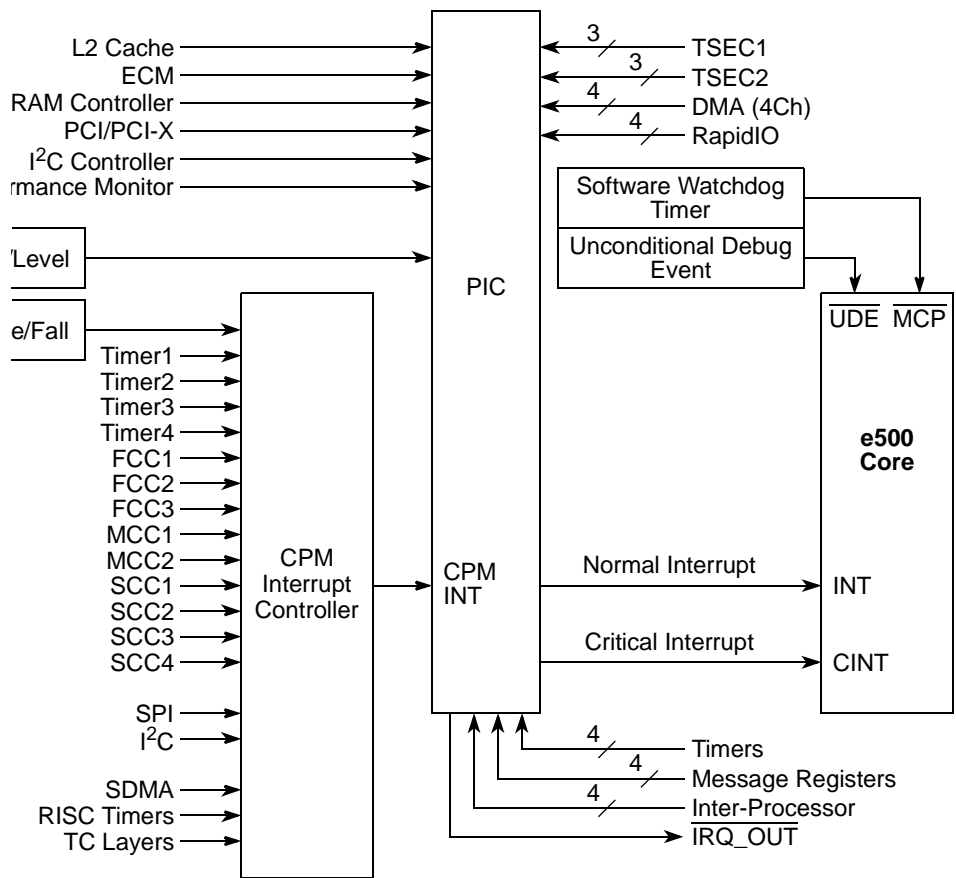 L2 Cache
ECM
RAM Controller
PCI/PCI-X
I2C Controller
rmance Monitor
/Level
e/Fall
Timer1
Timer2
Timer3
Timer4
FCC1
FCC2
FCC3
MCC1
MCC2
SCC1
SCC2
SCC3
SCC4
SPI
I2C
SDMA
RISC Timers
TC Layers
CPM
Interrupt
Controller
PIC
CPM
INT
3
TSEC1
3
TSEC2
4
DMA (4Ch)
4
RapidIO
Software Watchdog
Timer
Unconditional Debug
Event
UDE MCP
e500
Core
Normal Interrupt
INT
Critical Interrupt
CINT
4
Timers
4
Message Registers
4
Inter-Processor
IRQ_OUT